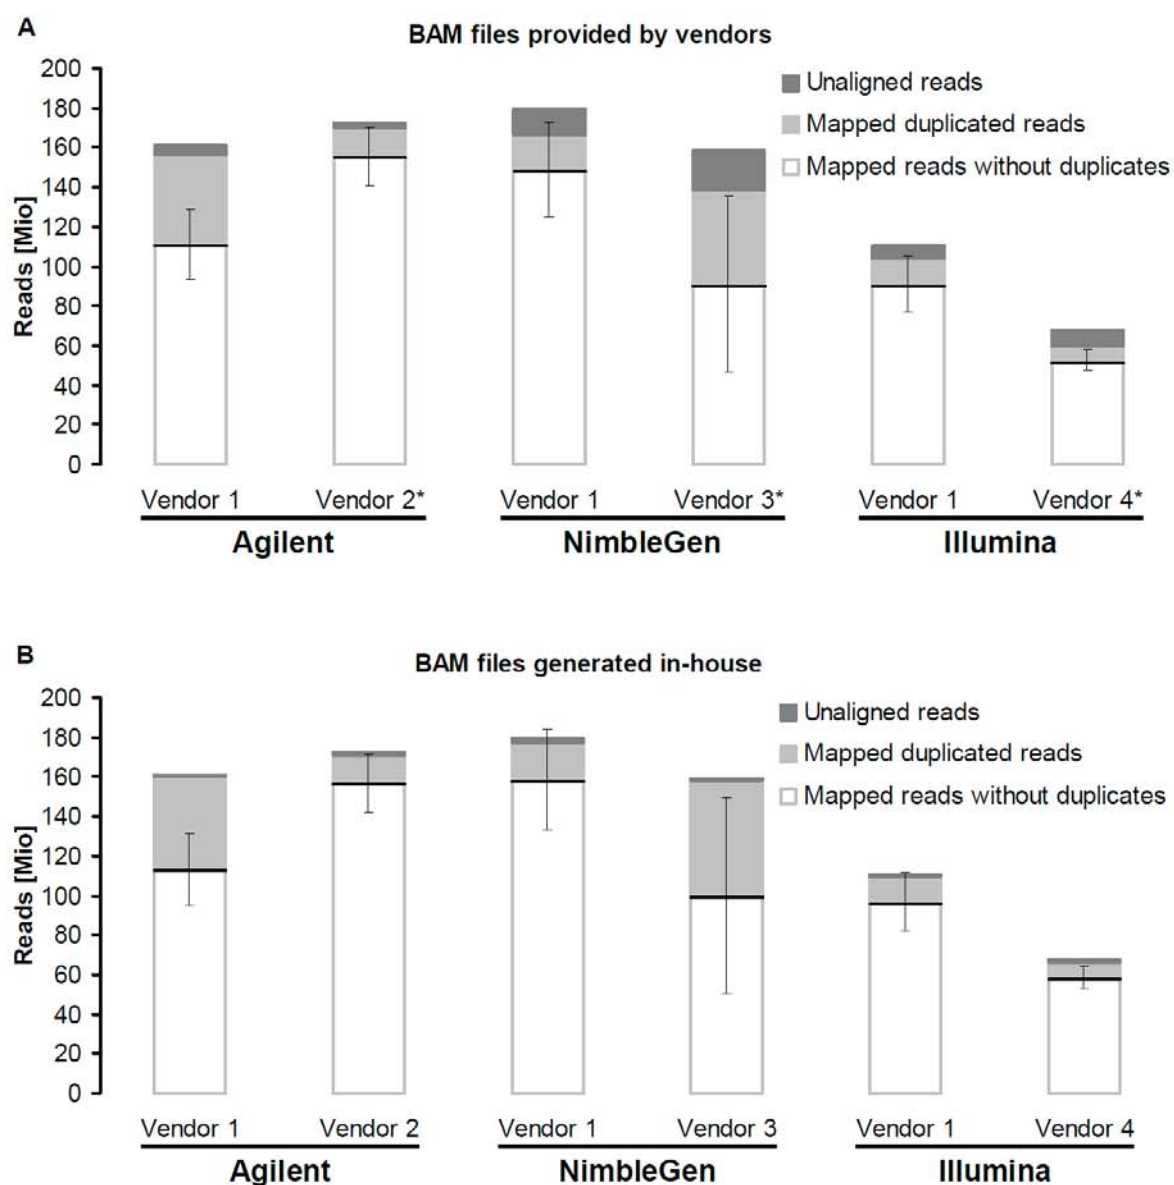 A
BAM files provided by vendors
Unaligned reads
Mapped duplicated reads
Mapped reads without duplicates
Reads [Mio]
200
180
160
140
120
100
80
60
40
20
0
Vendor 1 Vendor 2* Vendor 1 Vendor 3* Vendor 1 Vendor 4*
Agilent NimbleGen Illumina
B
BAM files generated in-house
Unaligned reads
Mapped duplicated reads
Mapped reads without duplicates
Reads [Mio]
200
180
160
140
120
100
80
60
40
20
0
Vendor 1 Vendor 2 Vendor 1 Vendor 3 Vendor 1 Vendor 4
Agilent NimbleGen Illumina